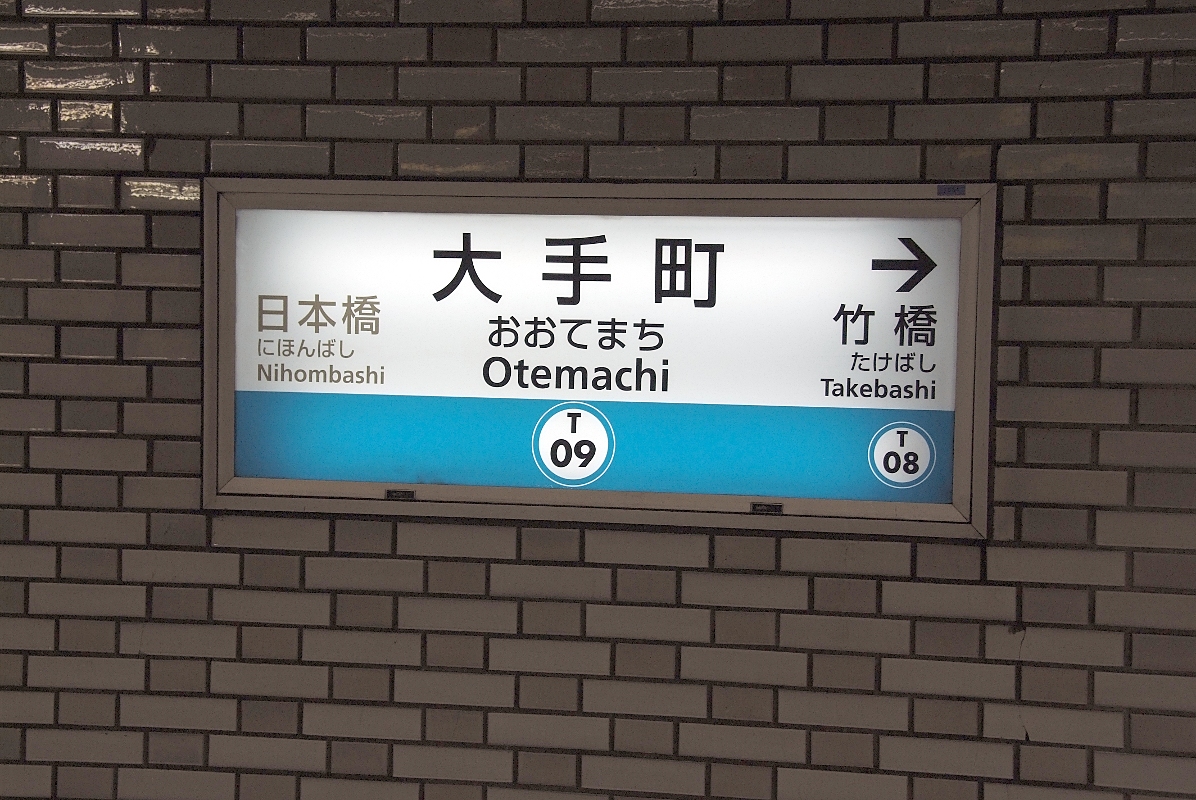 大手町
おおてまち
Otemachi
T
09
→
日本橋
にほんばし
Nihombashi
竹橋
たけばし
Takebashi
T
08